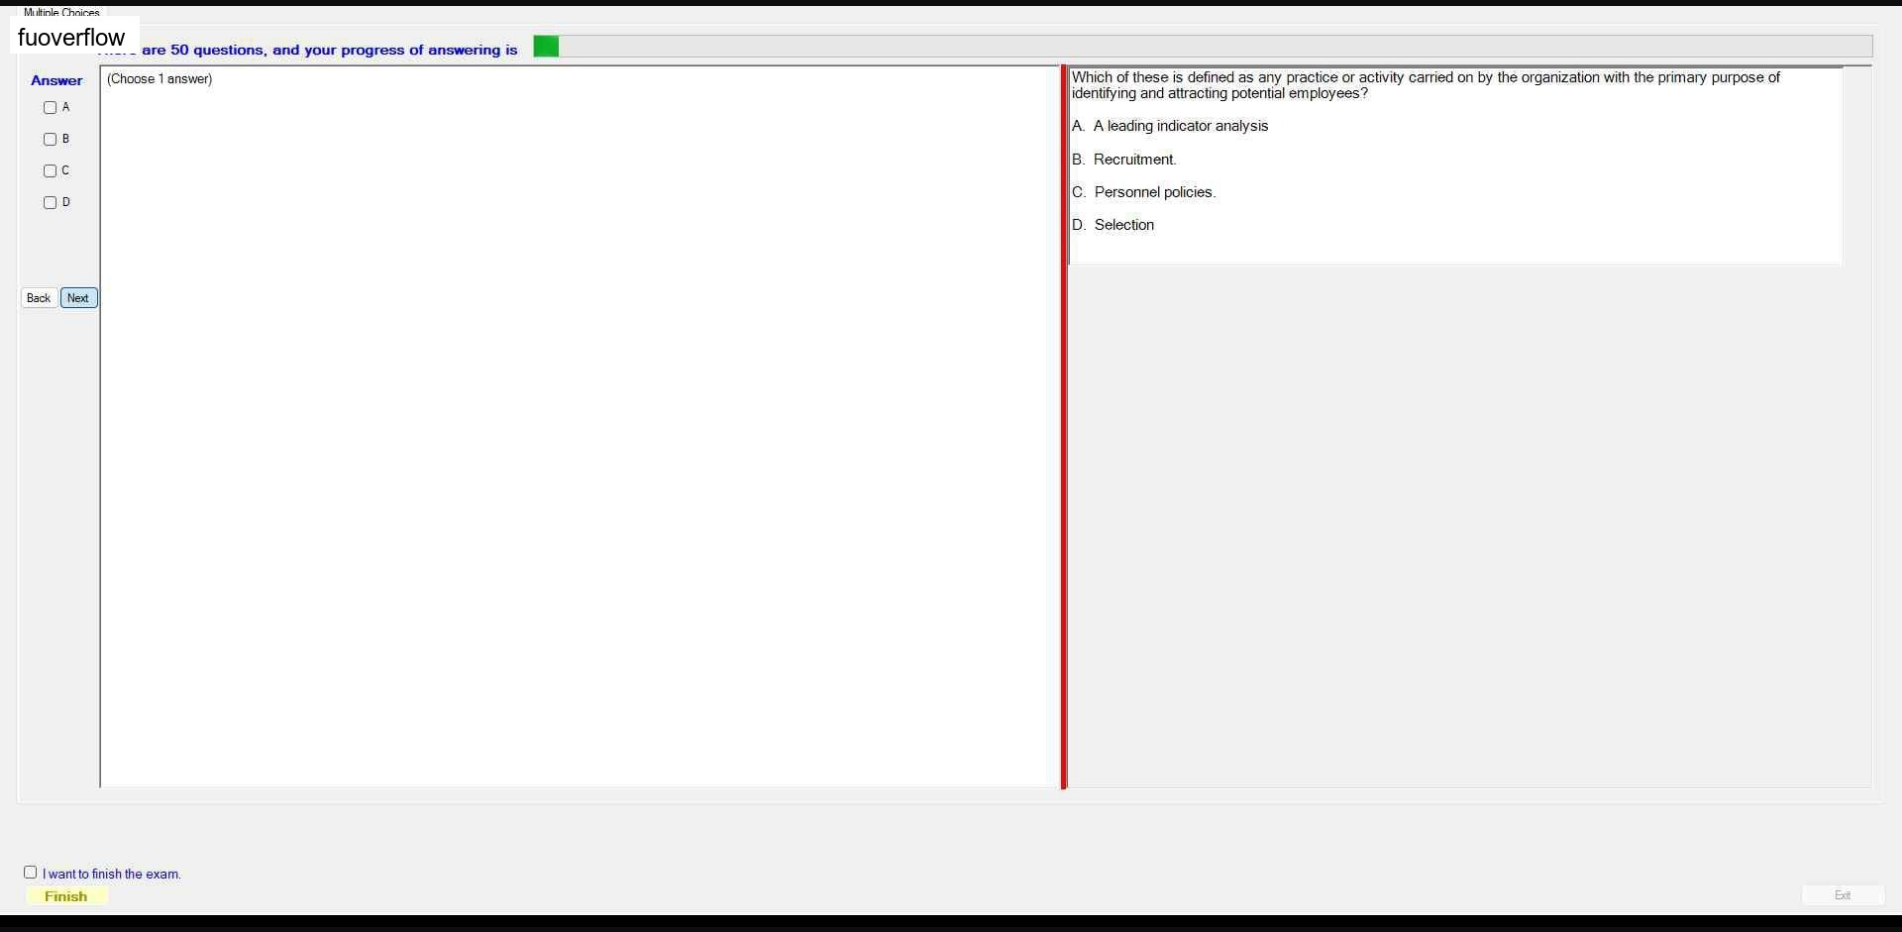 Multiple Choices
fuoverflow
are 50 questions, and your progress of answering is
Answer
A
B
C
D
Back Next
(Choose 1 answer)
Which of these is defined as any practice or activity carried on by the organization with the primary purpose of
identifying and attracting potential employees?
A. A leading indicator analysis
B. Recruitment.
C. Personnel policies.
D. Selection
I want to finish the exam.
Finish
Exit